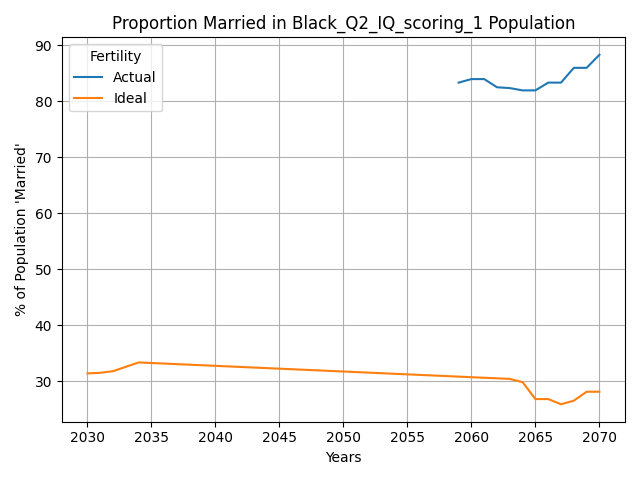 Proportion Married in Black_Q2_IQ_scoring_1 Population
% of Population 'Married'
90
80
70
60
50
40
30
Fertility
Actual
Ideal
2030 2035 2040 2045 2050 2055 2060 2065 2070
Years